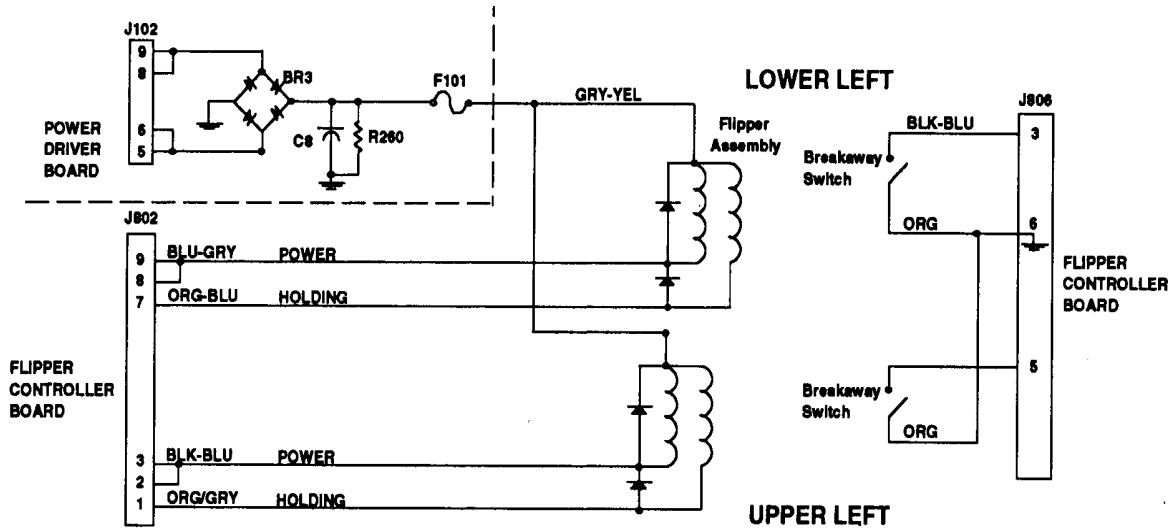 J102
9
8
6
5
POWER
DRIVER
BOARD
BR3
C8
R260
F101
GRY-YEL
LOWER LEFT
Flipper
Assembly
J806
BLK-BLU
3
Breakaway
Switch
ORG
6
FLIPPER
CONTROLLER
BOARD
5
Breakaway
Switch
ORG
J802
9
BLU-GRY
POWER
8
7
ORG-BLU
HOLDING
FLIPPER
CONTROLLER
BOARD
3
BLK-BLU
POWER
2
1
ORG/GRY
HOLDING
UPPER LEFT